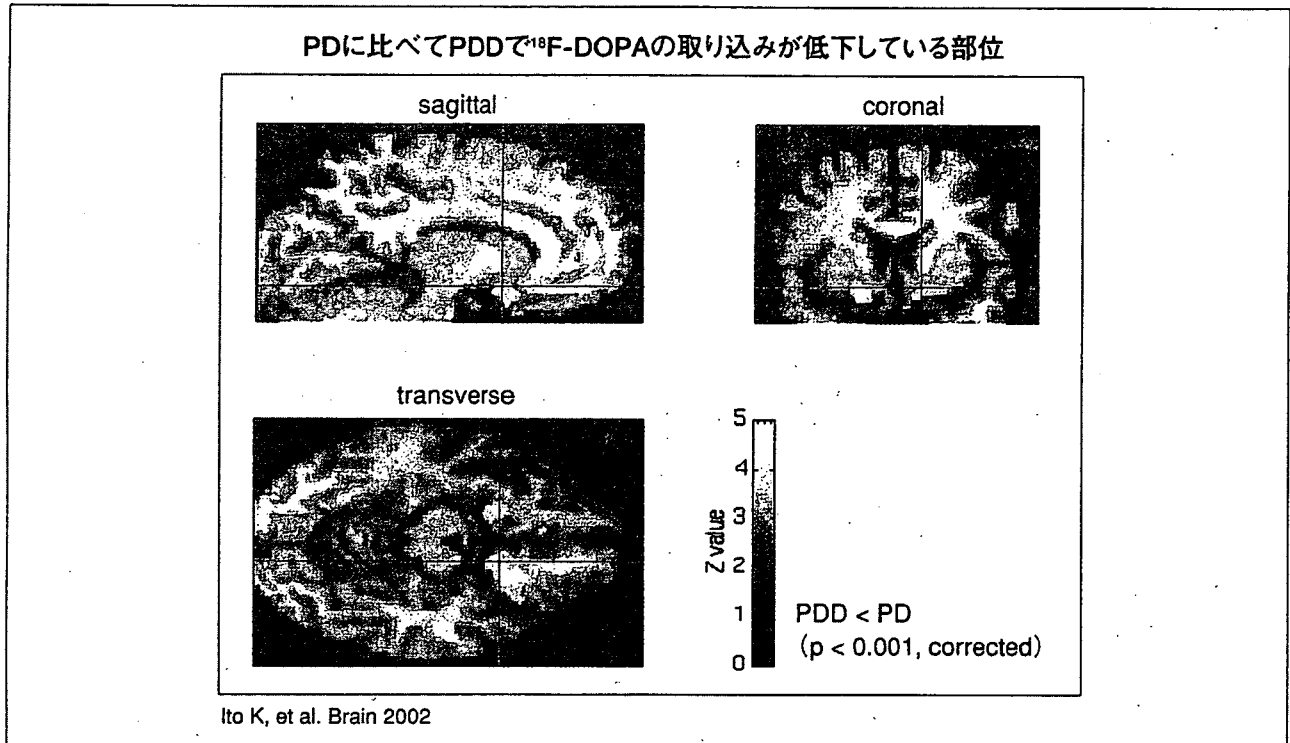 PDに比べてPDDで¹⁸F-DOPAの取り込みが低下している部位
sagittal
coronal
transverse
5
4
3
2
1
0
Z value
PDD < PD
(p < 0.001, corrected)
Ito K, et al. Brain 2002